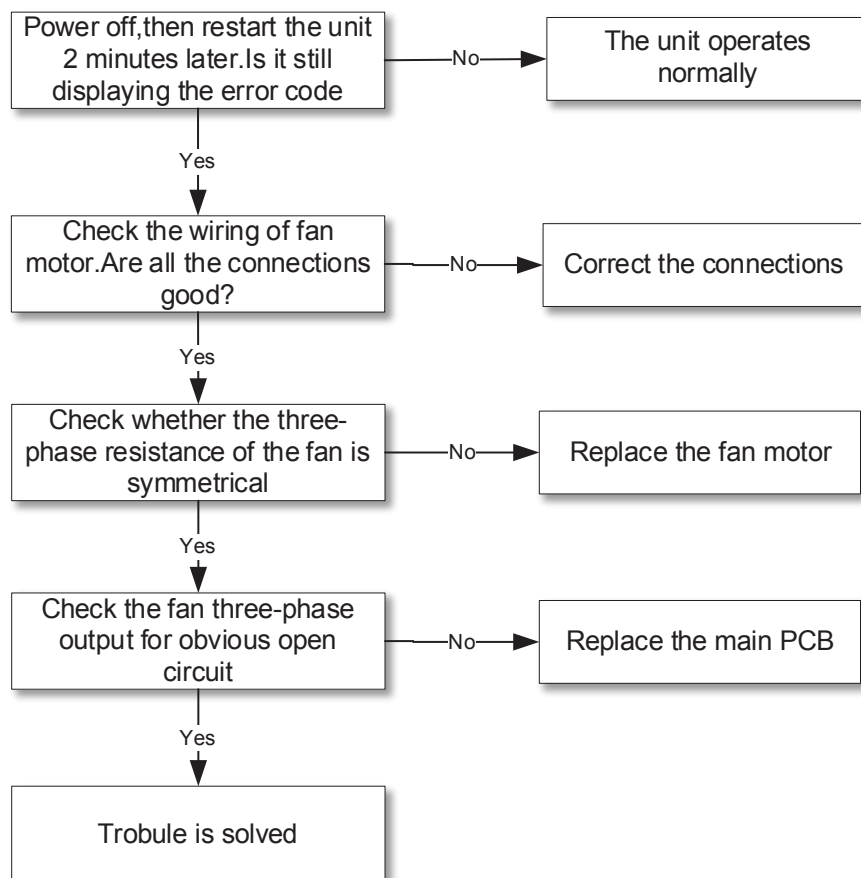 Power off,then restart the unit
2 minutes later.Is it still
displaying the error code
No
The unit operates
normally
Yes
Check the wiring of fan
motor.Are all the connections
good?
No
Correct the connections
Yes
Check whether the three-
phase resistance of the fan is
symmetrical
No
Replace the fan motor
Yes
Check the fan three-phase
output for obvious open
circuit
No
Replace the main PCB
Yes
Trobule is solved